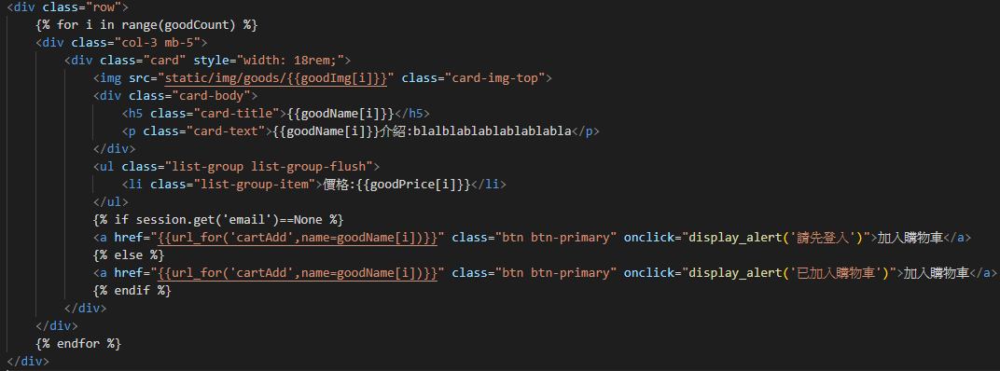 <div class="row">
    {% for i in range(goodCount) %}
    <div class="col-3 mb-5">
        <div class="card" style="width: 18rem;">
            <img src="static/img/goods/{{goodImg[i]}}" class="card-img-top">
            <div class="card-body">
                <h5 class="card-title">{{goodName[i]}}</h5>
                <p class="card-text">{{goodName[i]}}介紹:blalblablablablablabla</p>
            </div>
            <ul class="list-group list-group-flush">
                <li class="list-group-item">價格:{{goodPrice[i]}}</li>
            </ul>
            {% if session.get('email')==None %}
            <a href="{{url_for('cartAdd',name=goodName[i])}}" class="btn btn-primary" onclick="display_alert('請先登入')">加入購物車</a>
            {% else %}
            <a href="{{url_for('cartAdd',name=goodName[i])}}" class="btn btn-primary" onclick="display_alert('已加入購物車')">加入購物車</a>
            {% endif %}
        </div>
    </div>
    {% endfor %}
</div>